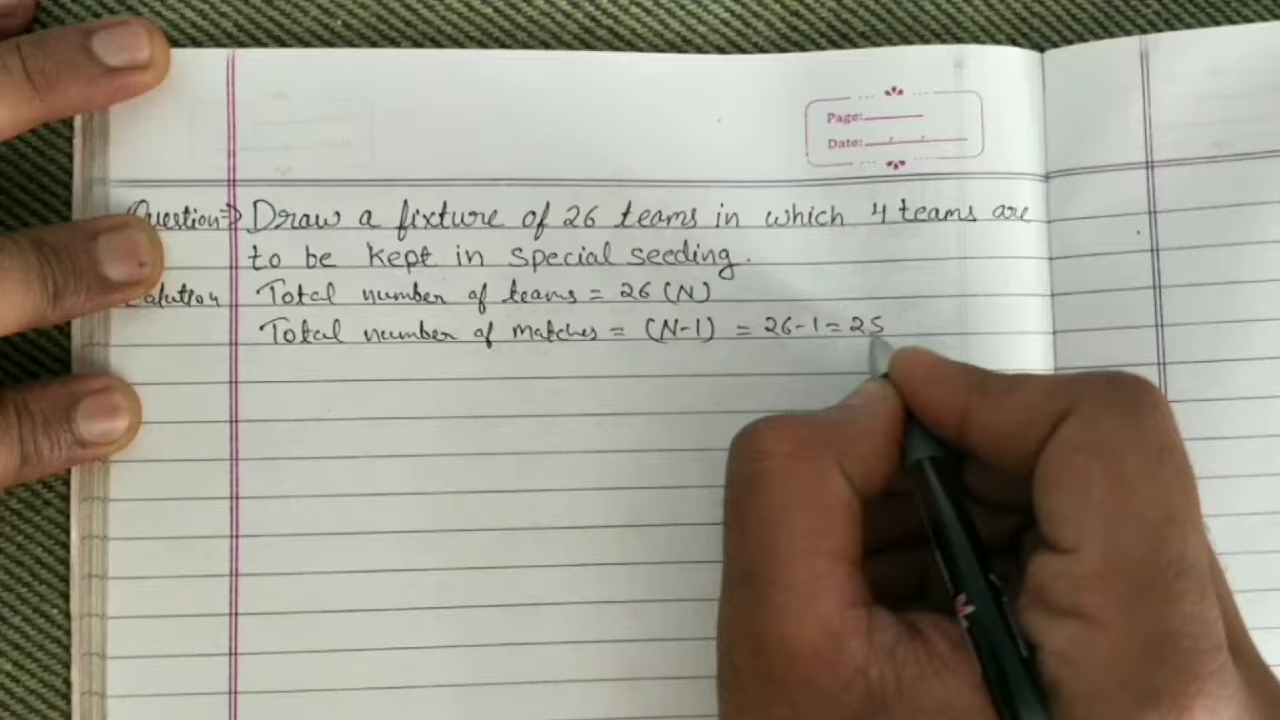 Page:
Date:
Question⇒ Draw a fixture of 26 teams in which 4 teams are
to be kept in special seeding.
Solution Total number of teams = 26 (N)
Total number of matches = (N-1) = 26-1=25